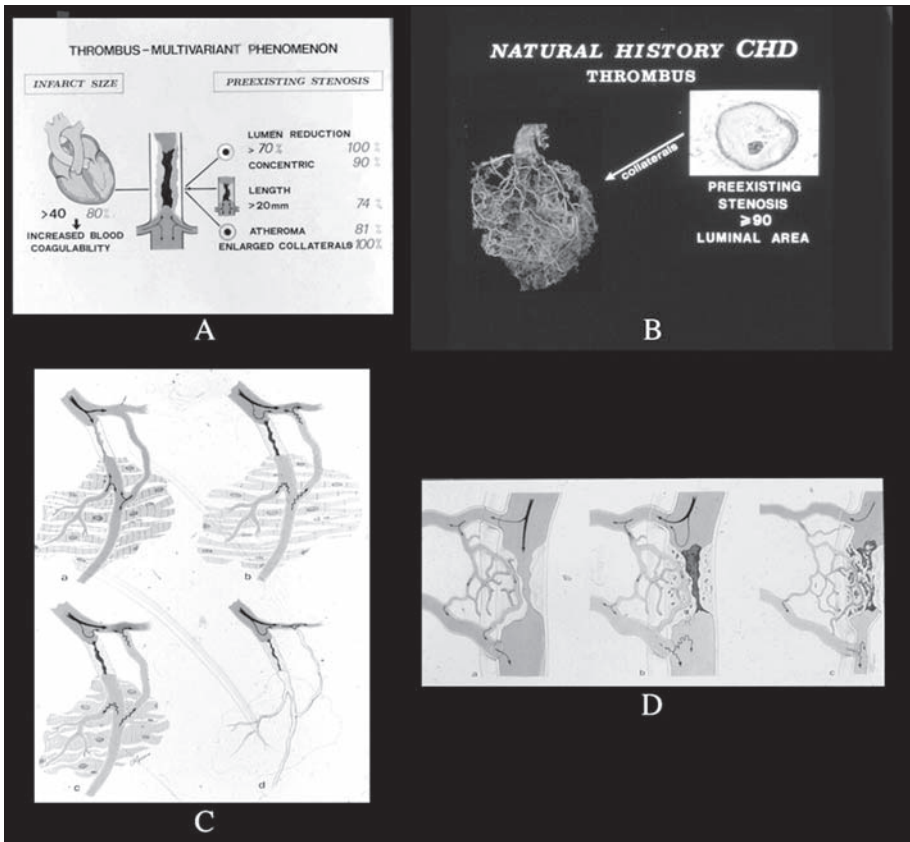 THROMBUS–MULTIVARIANT PHENOMENON
INFARCT SIZE
PREEXISTING STENOSIS
LUMEN REDUCTION
> 70 % 100 %
CONCENTRIC 90 %
LENGTH
>20mm 74 %
ATHEROMA 81 %
ENLARGED COLLATERALS 100%
>40 80%
INCREASED BLOOD
COAGULABILITY
A
NATURAL HISTORY CHD
THROMBUS
collaterals
PREEXISTING
STENOSIS
⩾90
LUMINAL AREA
B
a
b
c
d
C
a
b
c
D